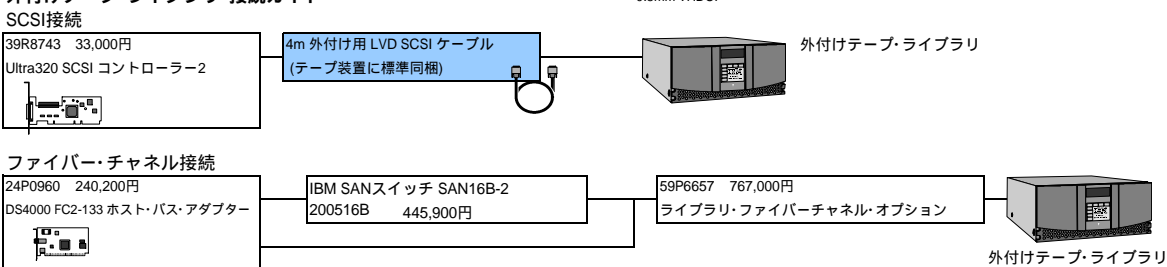 SCSI接続
39R8743 33,000円
Ultra320 SCSI コントローラー2
4m 外付け用 LVD SCSI ケーブル
(テープ装置に標準同梱)
外付けテープ・ライブラリ
ファイバー・チャネル接続
24P0960 240,200円
DS4000 FC2-133 ホスト・バス・アダプター
IBM SANスイッチ SAN16B-2
200516B 445,900円
59P6657 767,000円
ライブラリ・ファイバーチャネル・オプション
外付けテープ・ライブラリ